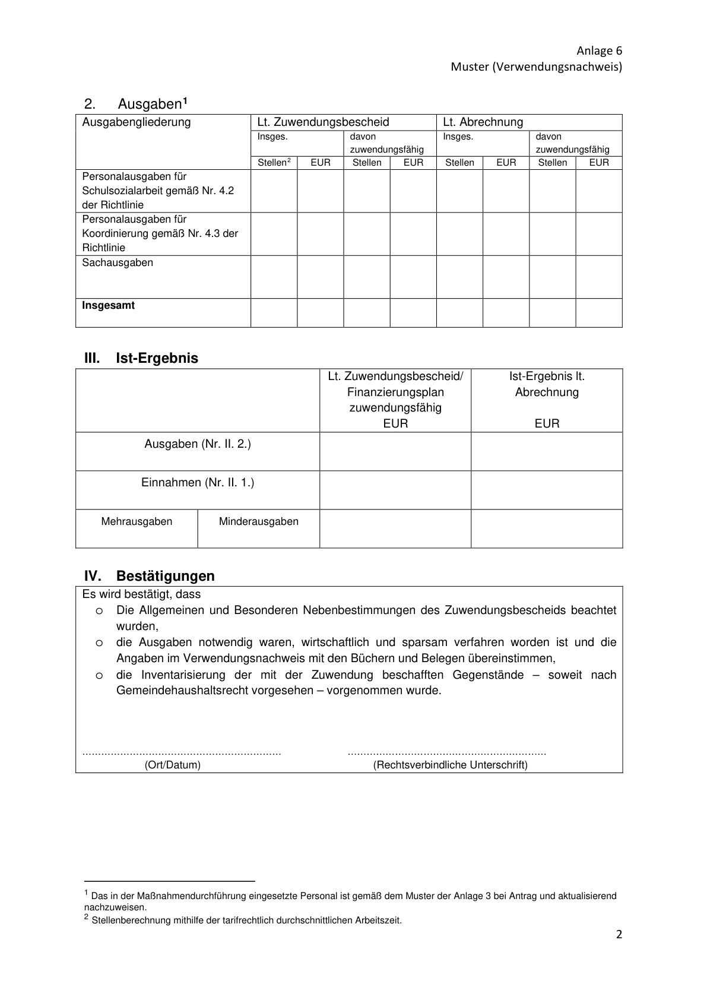 Anlage 6
Muster (Verwendungsnachweis)
2. Ausgaben¹
Ausgabengliederung Lt. Zuwendungsbescheid Lt. Abrechnung
Insges. davon Insges. davon
zuwendungsfähig zuwendungsfähig
Stellen² EUR Stellen EUR Stellen EUR Stellen EUR
Personalausgaben für
Schulsozialarbeit gemäß Nr. 4.2
der Richtlinie
Personalausgaben für
Koordinierung gemäß Nr. 4.3 der
Richtlinie
Sachausgaben
Insgesamt
III. Ist-Ergebnis
Lt. Zuwendungsbescheid/ Ist-Ergebnis lt.
Finanzierungsplan Abrechnung
zuwendungsfähig
EUR EUR
Ausgaben (Nr. II. 2.)
Einnahmen (Nr. II. 1.)
Mehrausgaben Minderausgaben
IV. Bestätigungen
Es wird bestätigt, dass
o Die Allgemeinen und Besonderen Nebenbestimmungen des Zuwendungsbescheids beachtet
wurden,
o die Ausgaben notwendig waren, wirtschaftlich und sparsam verfahren worden ist und die
Angaben im Verwendungsnachweis mit den Büchern und Belegen übereinstimmen,
o die Inventarisierung der mit der Zuwendung beschafften Gegenstände – soweit nach
Gemeindehaushaltsrecht vorgesehen – vorgenommen wurde.
............................................................... ...............................................................
(Ort/Datum) (Rechtsverbindliche Unterschrift)
¹ Das in der Maßnahmendurchführung eingesetzte Personal ist gemäß dem Muster der Anlage 3 bei Antrag und aktualisierend
nachzuweisen.
² Stellenberechnung mithilfe der tarifrechtlich durchschnittlichen Arbeitszeit.
2